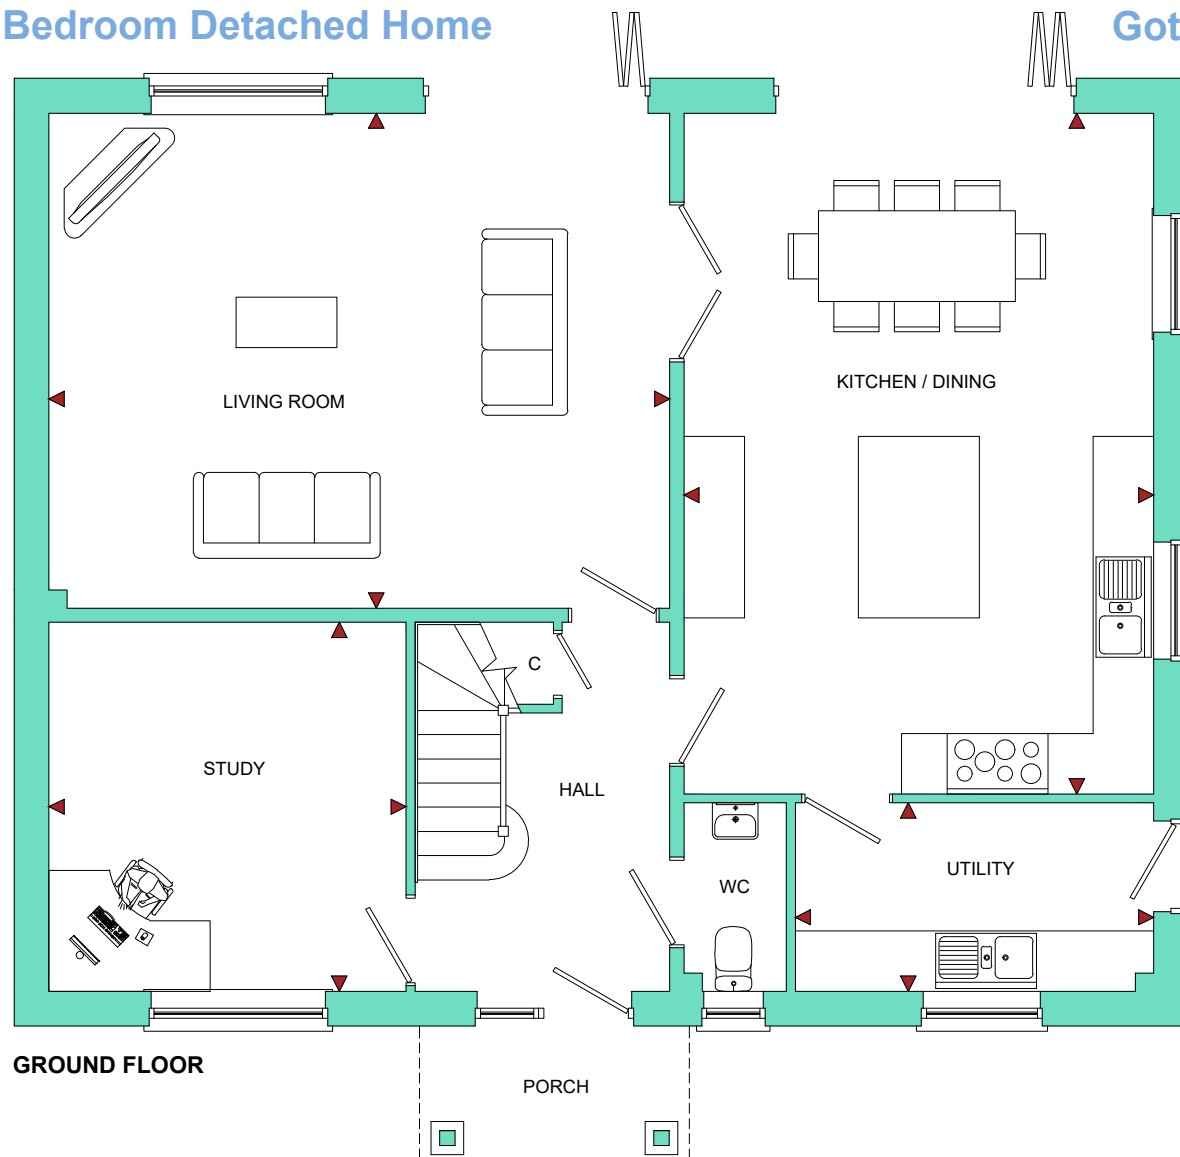 Bedroom Detached Home
Got
LIVING ROOM
KITCHEN / DINING
C
STUDY
HALL
WC
UTILITY
GROUND FLOOR
PORCH